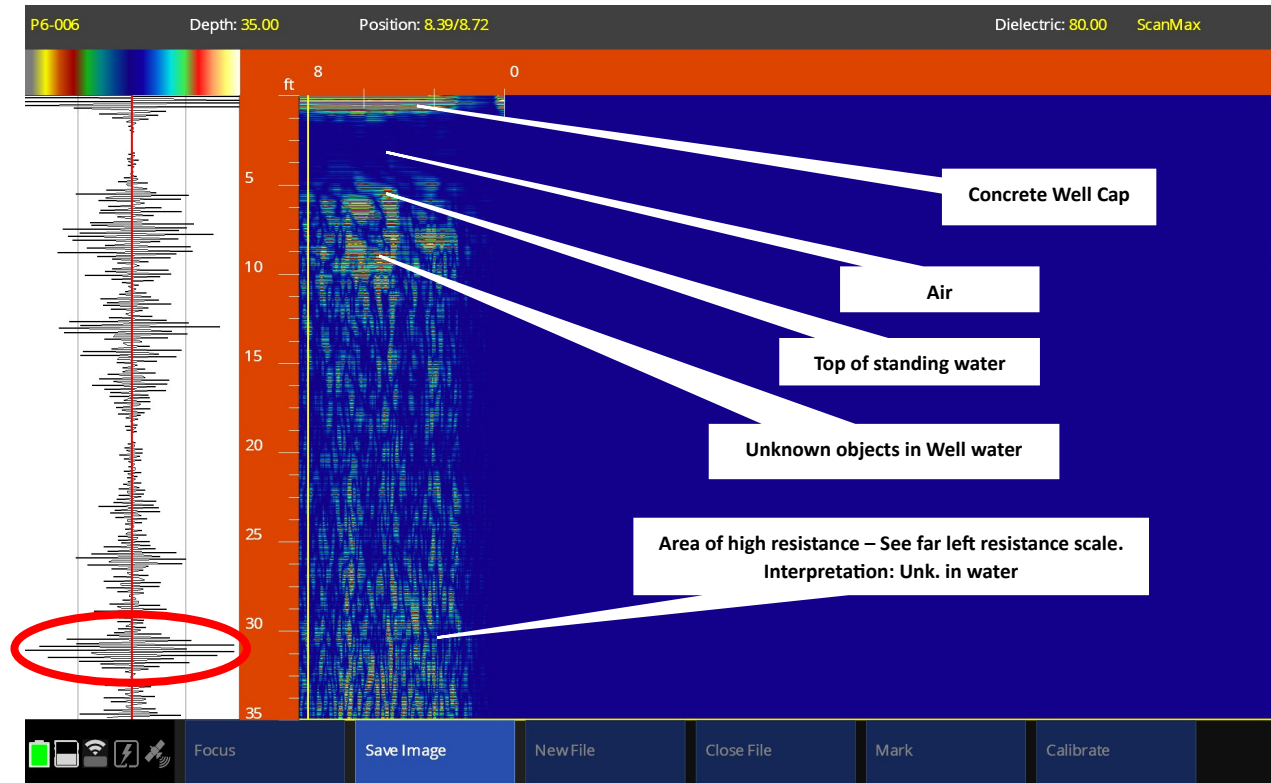 P6-006 Depth: 35.00 Position: 8.39/8.72 Dielectric: 80.00 ScanMax
ft 8 0
Concrete Well Cap
5
Air
10
Top of standing water
15
Unknown objects in Well water
20
25
Area of high resistance – See far left resistance scale.
Interpretation: Unk. in water
30
35
Focus Save Image New File Close File Mark Calibrate